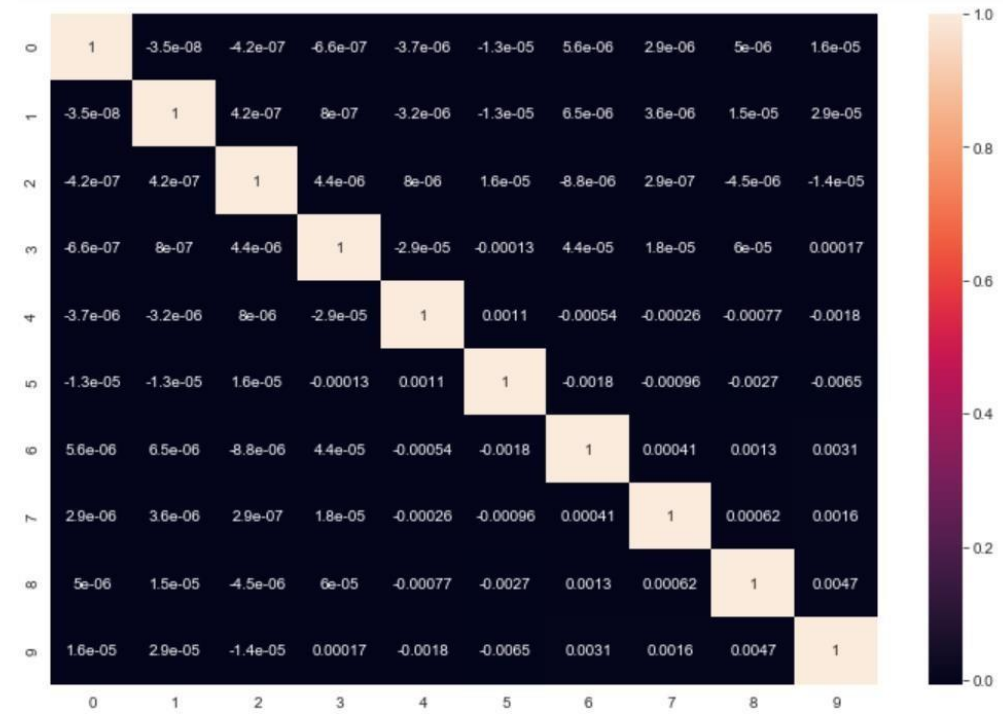 0 1 -3.5e-08 -4.2e-07 -6.6e-07 -3.7e-06 -1.3e-05 5.6e-06 2.9e-06 5e-06 1.6e-05
1 -3.5e-08 1 4.2e-07 8e-07 -3.2e-06 -1.3e-05 6.5e-06 3.6e-06 1.5e-05 2.9e-05
2 -4.2e-07 4.2e-07 1 4.4e-06 8e-06 1.6e-05 -8.8e-06 2.9e-07 -4.5e-06 -1.4e-05
3 -6.6e-07 8e-07 4.4e-06 1 -2.9e-05 -0.00013 4.4e-05 1.8e-05 6e-05 0.00017
4 -3.7e-06 -3.2e-06 8e-06 -2.9e-05 1 0.0011 -0.00054 -0.00026 -0.00077 -0.0018
5 -1.3e-05 -1.3e-05 1.6e-05 -0.00013 0.0011 1 -0.0018 -0.00096 -0.0027 -0.0065
6 5.6e-06 6.5e-06 -8.8e-06 4.4e-05 -0.00054 -0.0018 1 0.00041 0.0013 0.0031
7 2.9e-06 3.6e-06 2.9e-07 1.8e-05 -0.00026 -0.00096 0.00041 1 0.00062 0.0016
8 5e-06 1.5e-05 -4.5e-06 6e-05 -0.00077 -0.0027 0.0013 0.00062 1 0.0047
9 1.6e-05 2.9e-05 -1.4e-05 0.00017 -0.0018 -0.0065 0.0031 0.0016 0.0047 1
0 1 2 3 4 5 6 7 8 9
1.0
0.8
0.6
0.4
0.2
0.0